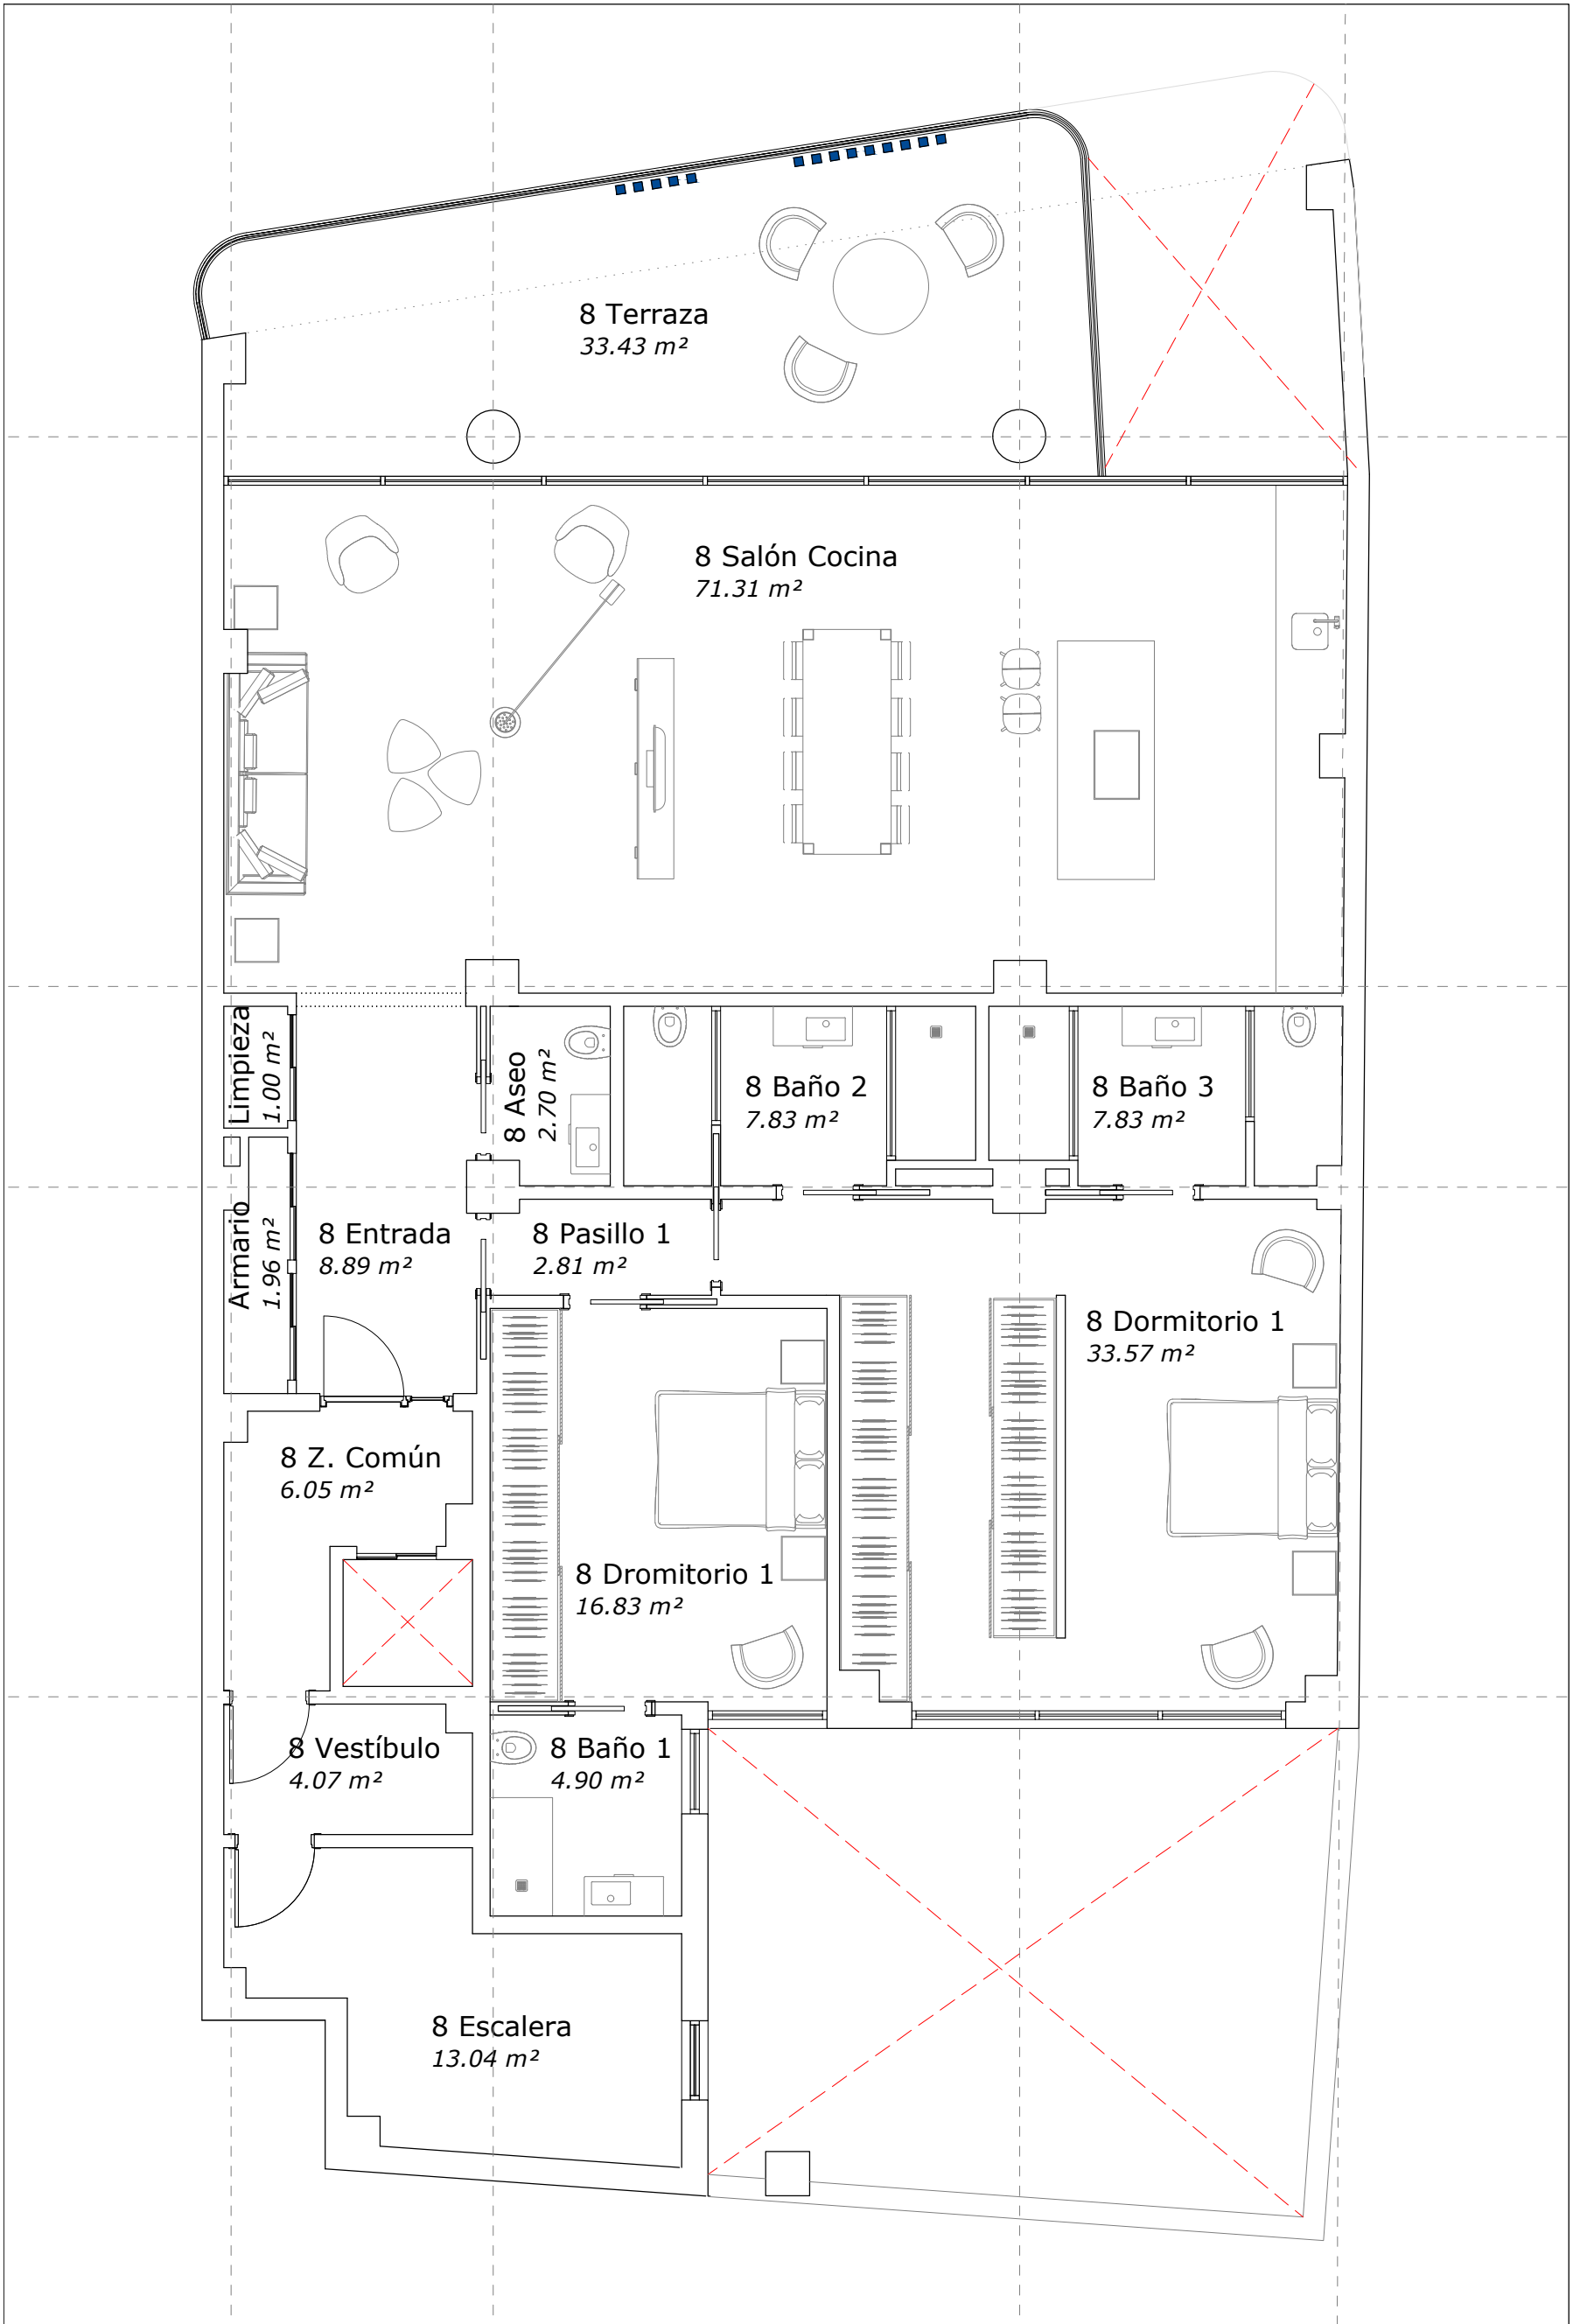 8 Terraza
33.43 m²
8 Salón Cocina
71.31 m²
Limpieza
1.00 m²
8 Aseo
2.70 m²
8 Baño 2
7.83 m²
8 Baño 3
7.83 m²
Armario
1.96 m²
8 Entrada
8.89 m²
8 Pasillo 1
2.81 m²
8 Dormitorio 1
33.57 m²
8 Z. Común
6.05 m²
8 Dromitorio 1
16.83 m²
8 Vestíbulo
4.07 m²
8 Baño 1
4.90 m²
8 Escalera
13.04 m²